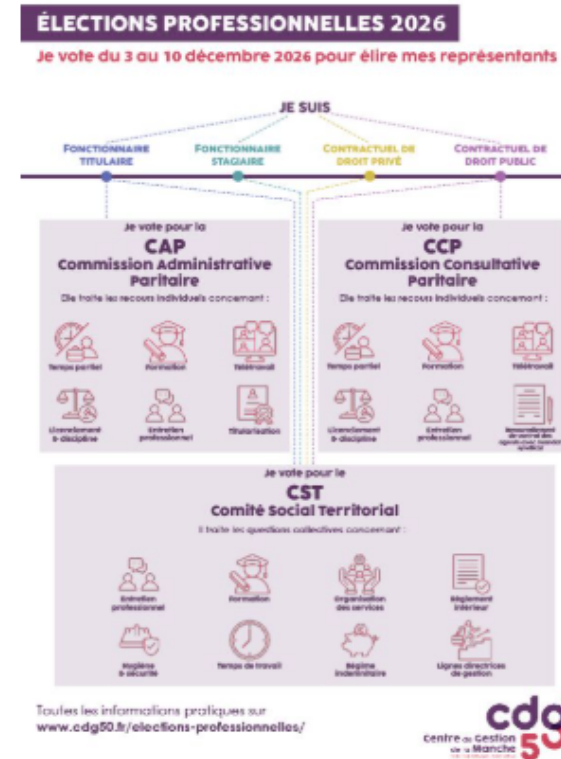 ÉLECTIONS PROFESSIONNELLES 2026
Je vote du 3 au 10 décembre 2026 pour élire mes représentants
JE SUIS
FONCTIONNAIRE
TITULAIRE
FONCTIONNAIRE
STAGIAIRE
CONTRACTUEL DE
DROIT PRIVÉ
CONTRACTUEL DE
DROIT PUBLIC
Je vote pour la
CAP
Commission Administrative
Paritaire
Elle traite les recours individuels concernant :
Temps partiel
Formation
Télétravail
Licenciement
& discipline
Entretien
professionnel
Titularisation
Je vote pour la
CCP
Commission Consultative
Paritaire
Elle traite les recours individuels concernant :
Temps partiel
Formation
Télétravail
Licenciement
& discipline
Entretien
professionnel
Renouvellement
de contrat des
syndical
Je vote pour le
CST
Comité Social Territorial
Il traite les questions collectives concernant :
Entretien
professionnel
Formation
Organisation
des services
Règlement
intérieur
Hygiène
& sécurité
Temps de travail
Régime
indemnitaire
Lignes directrices
de gestion
Toutes les informations pratiques sur
www.cdg50.fr/elections-professionnelles/
cdg
Centre de Gestion
de la Manche
50